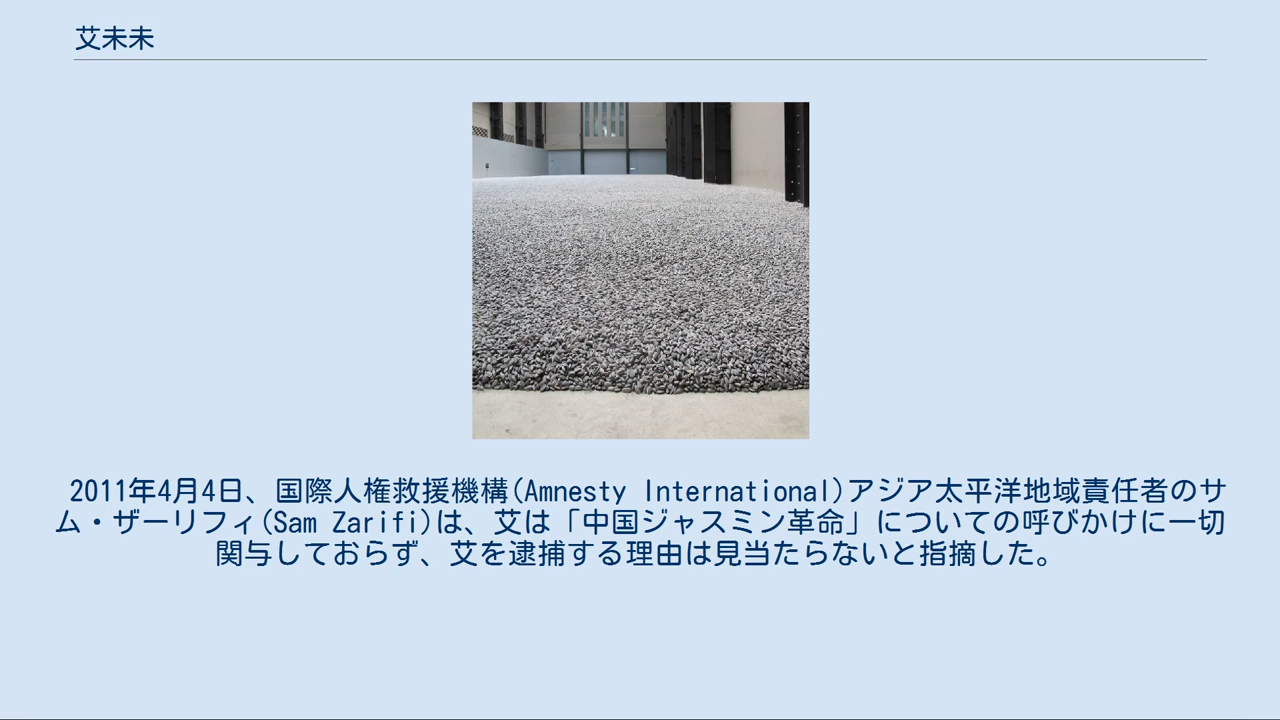 艾未未
2011年4月4日、国際人権救援機構(Amnesty International)アジア太平洋地域責任者のサ
ム・ザーリフィ(Sam Zarifi)は、艾は「中国ジャスミン革命」についての呼びかけに一切
関与しておらず、艾を逮捕する理由は見当たらないと指摘した。